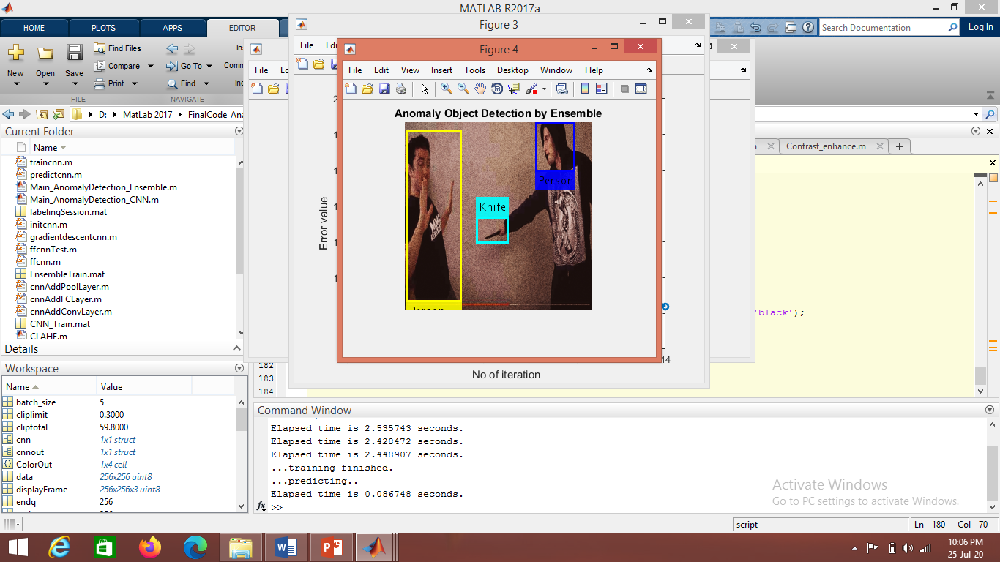 MATLAB R2017a
HOME
PLOTS
APPS
EDITOR
Search Documentation
Log In
Figure 3
File
Figure 4
File Edit View Insert Tools Desktop Window Help
File
New
Open
Save
Find Files
Compare
Print
Go To
Find
FILE
NAVIGATE
D: MatLab 2017
Current Folder
Name
traincnn.m
predictcnn.m
Main_AnomalyDetection_Ensemble.m
Main_AnomalyDetection_CNN.m
labelingSession.mat
initcnn.m
gradientdescentcnn.m
ffcnnTest.m
ffcnn.m
EnsembleTrain.mat
cnnAddPoolLayer.m
cnnAddFCLayer.m
cnnAddConvLayer.m
CNN_Train.mat
CLAHE.m
Details
Workspace
Name Value
batch_size 5
cliplimit 0.3000
cliptotal 59.8000
cnn 1x1 struct
cnnout 1x1 struct
ColorOut 1x4 cell
data 256x256 uint8
displayFrame 256x256x3 uint8
endq 256
Anomaly Object Detection by Ensemble
Person
Knife
Person
Error value
No of iteration
14
Contrast_enhance.m
'black');
182
183
184
Command Window
Elapsed time is 2.535743 seconds.
Elapsed time is 2.428472 seconds.
Elapsed time is 2.448907 seconds.
...training finished.
...predicting..
Elapsed time is 0.086748 seconds.
fx >>
Activate Windows
Go to PC settings to activate Windows.
script
Ln 180 Col 70
10:06 PM
25-Jul-20